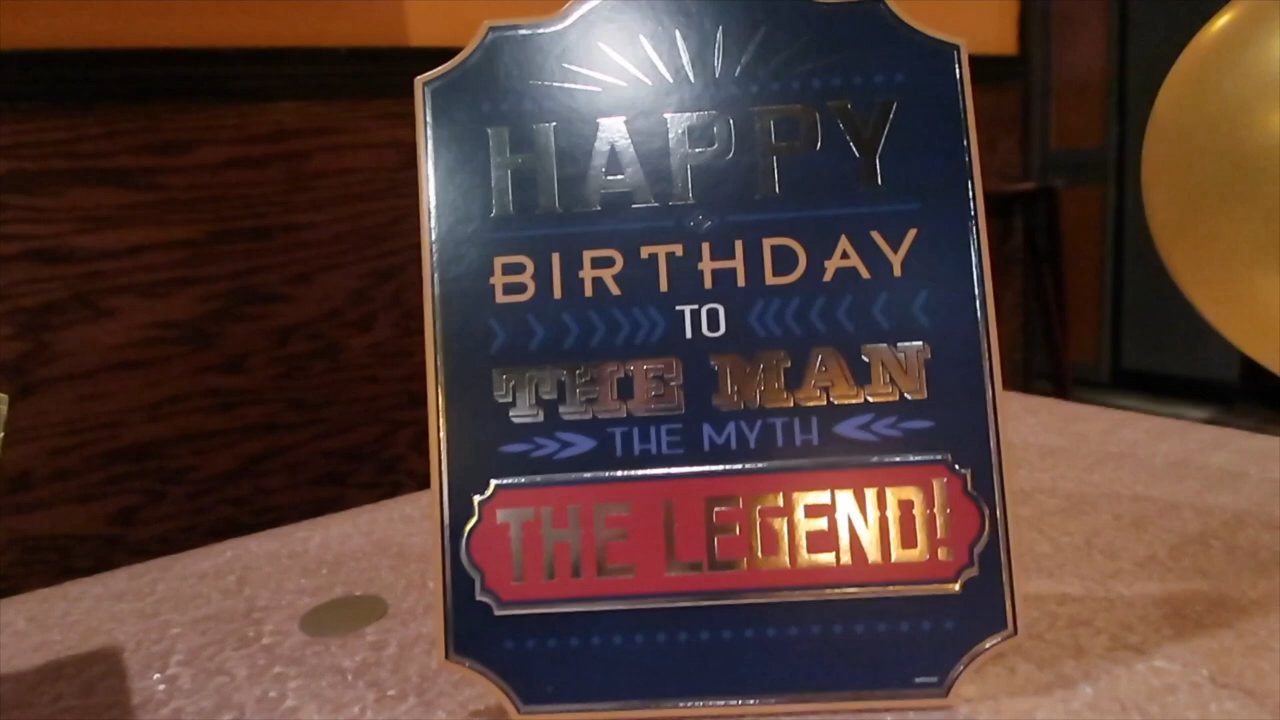 HAPPY
BIRTHDAY
TO
THE MAN
THE MYTH
THE LEGEND!